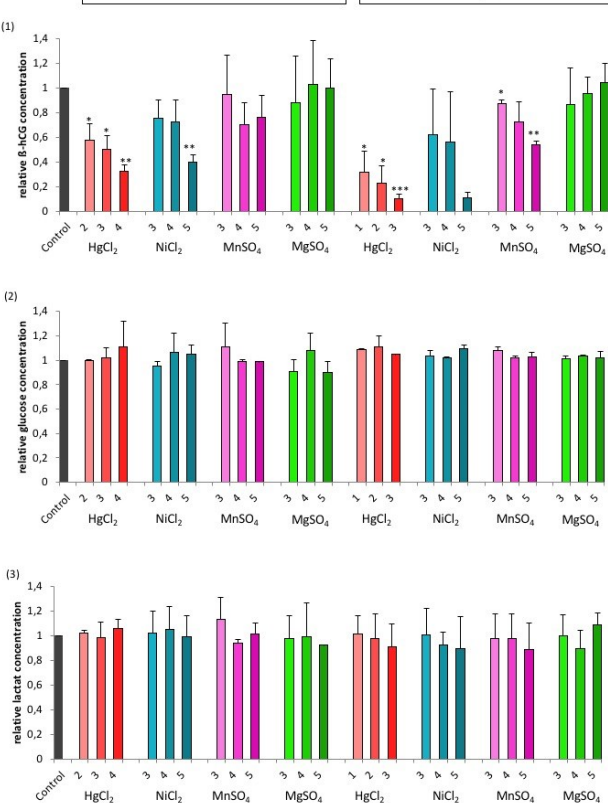 (1)
relative ß-hCG concentration
1,4
1,2
1
0,8
0,6
0,4
0,2
0
* * ** ** * ** * * ***
Control 2 3 4 3 4 5 3 4 5 3 4 5 1 2 3 3 4 5 3 4 5 3 4 5
HgCl₂ NiCl₂ MnSO₄ MgSO₄ HgCl₂ NiCl₂ MnSO₄ MgSO₄
(2)
relative glucose concentration
1,4
1,2
1
0,8
0,6
0,4
0,2
0
Control 2 3 4 3 4 5 3 4 5 3 4 5 1 2 3 3 4 5 3 4 5 3 4 5
HgCl₂ NiCl₂ MnSO₄ MgSO₄ HgCl₂ NiCl₂ MnSO₄ MgSO₄
(3)
relative lactat concentration
1,4
1,2
1
0,8
0,6
0,4
0,2
0
Control 2 3 4 3 4 5 3 4 5 3 4 5 1 2 3 3 4 5 3 4 5 3 4 5
HgCl₂ NiCl₂ MnSO₄ MgSO₄ HgCl₂ NiCl₂ MnSO₄ MgSO₄